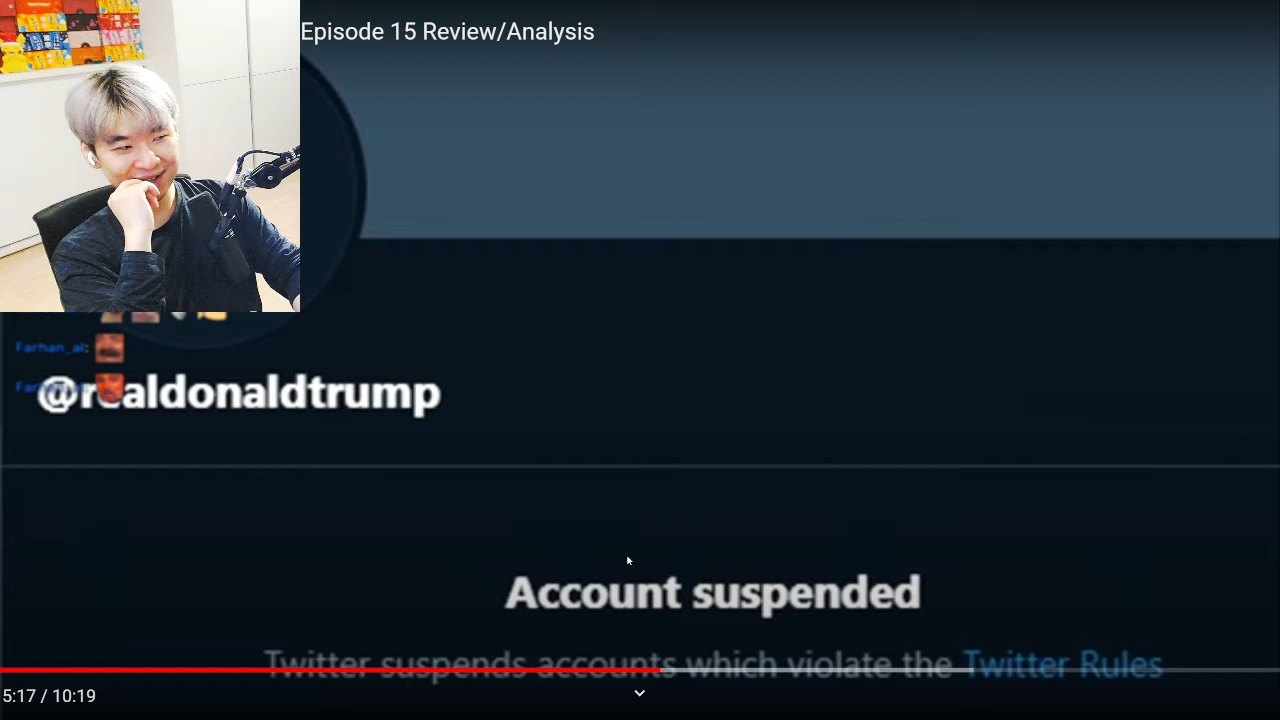 Episode 15 Review/Analysis
Farhan_al:
@realdonaldtrump
Account suspended
Twitter suspends accounts which violate the Twitter Rules
5:17 / 10:19